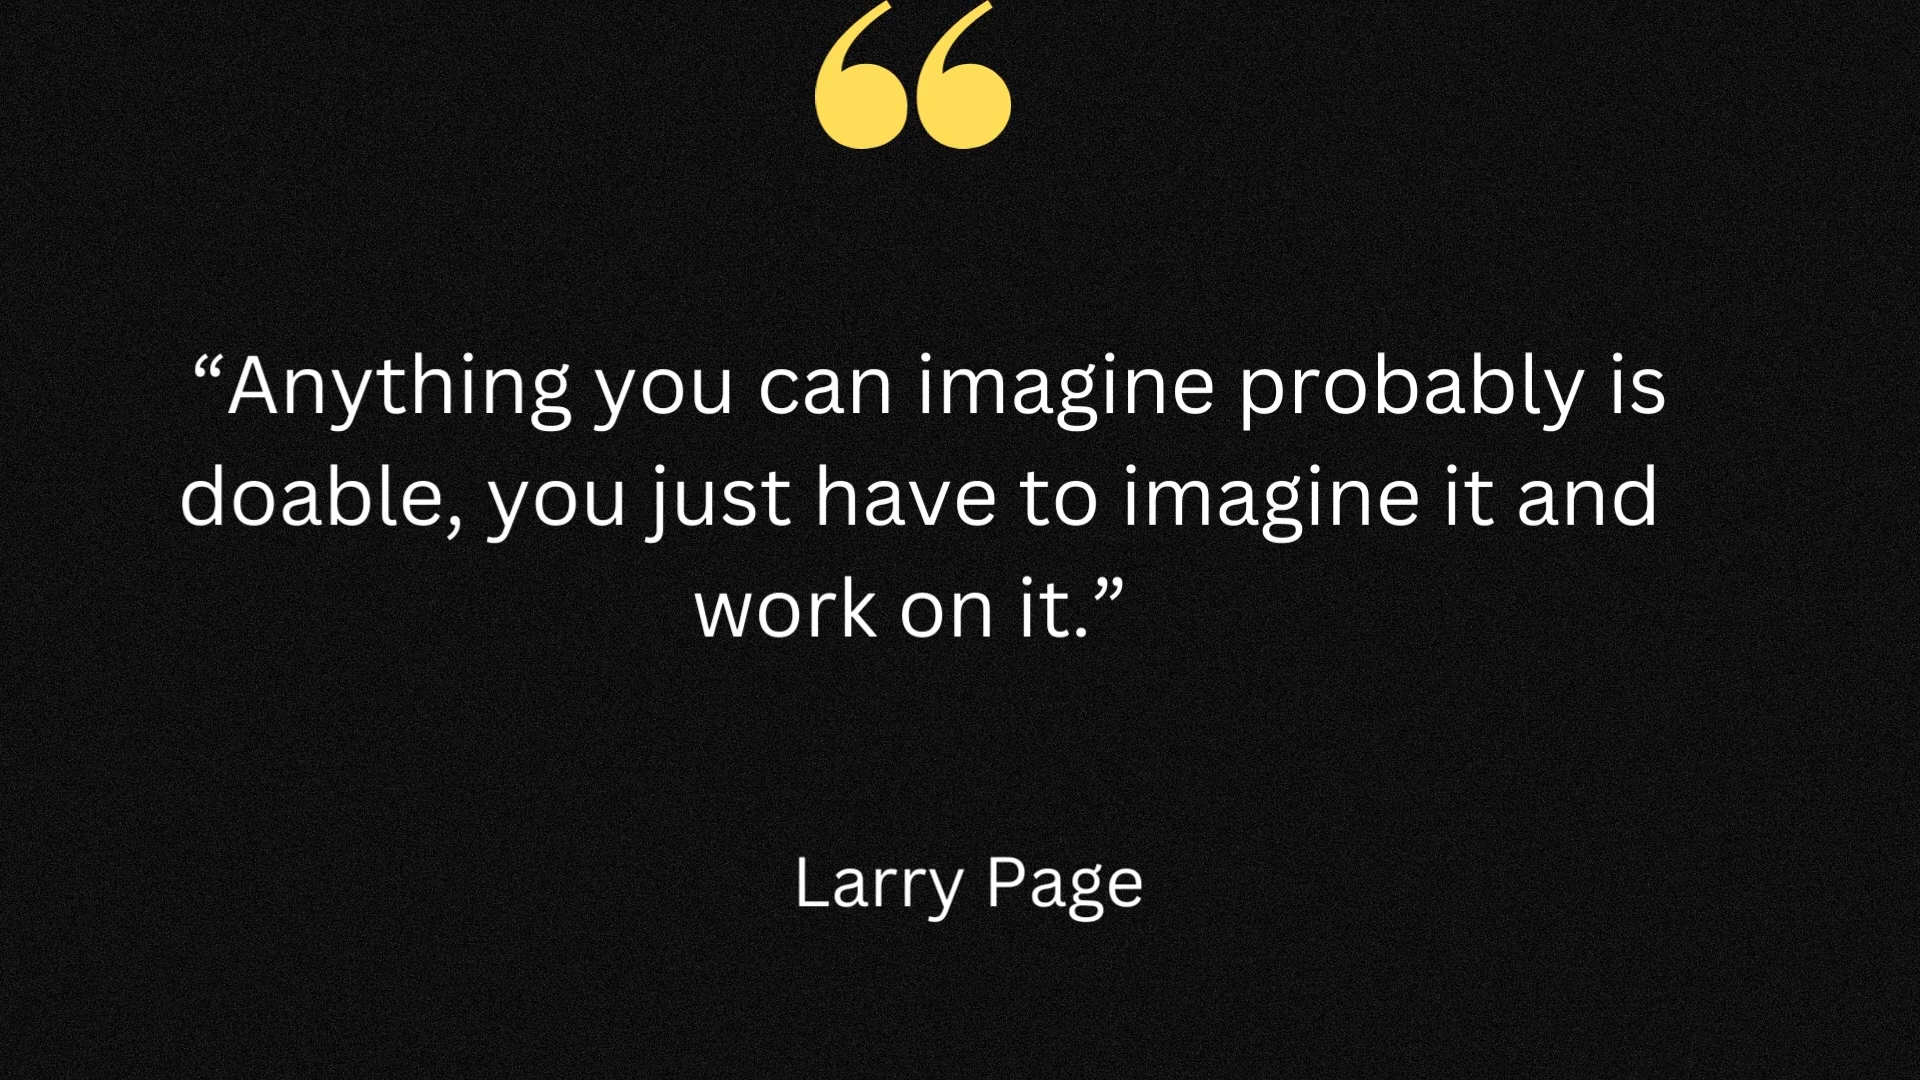 “
“Anything you can imagine probably is
doable, you just have to imagine it and
work on it.”
Larry Page